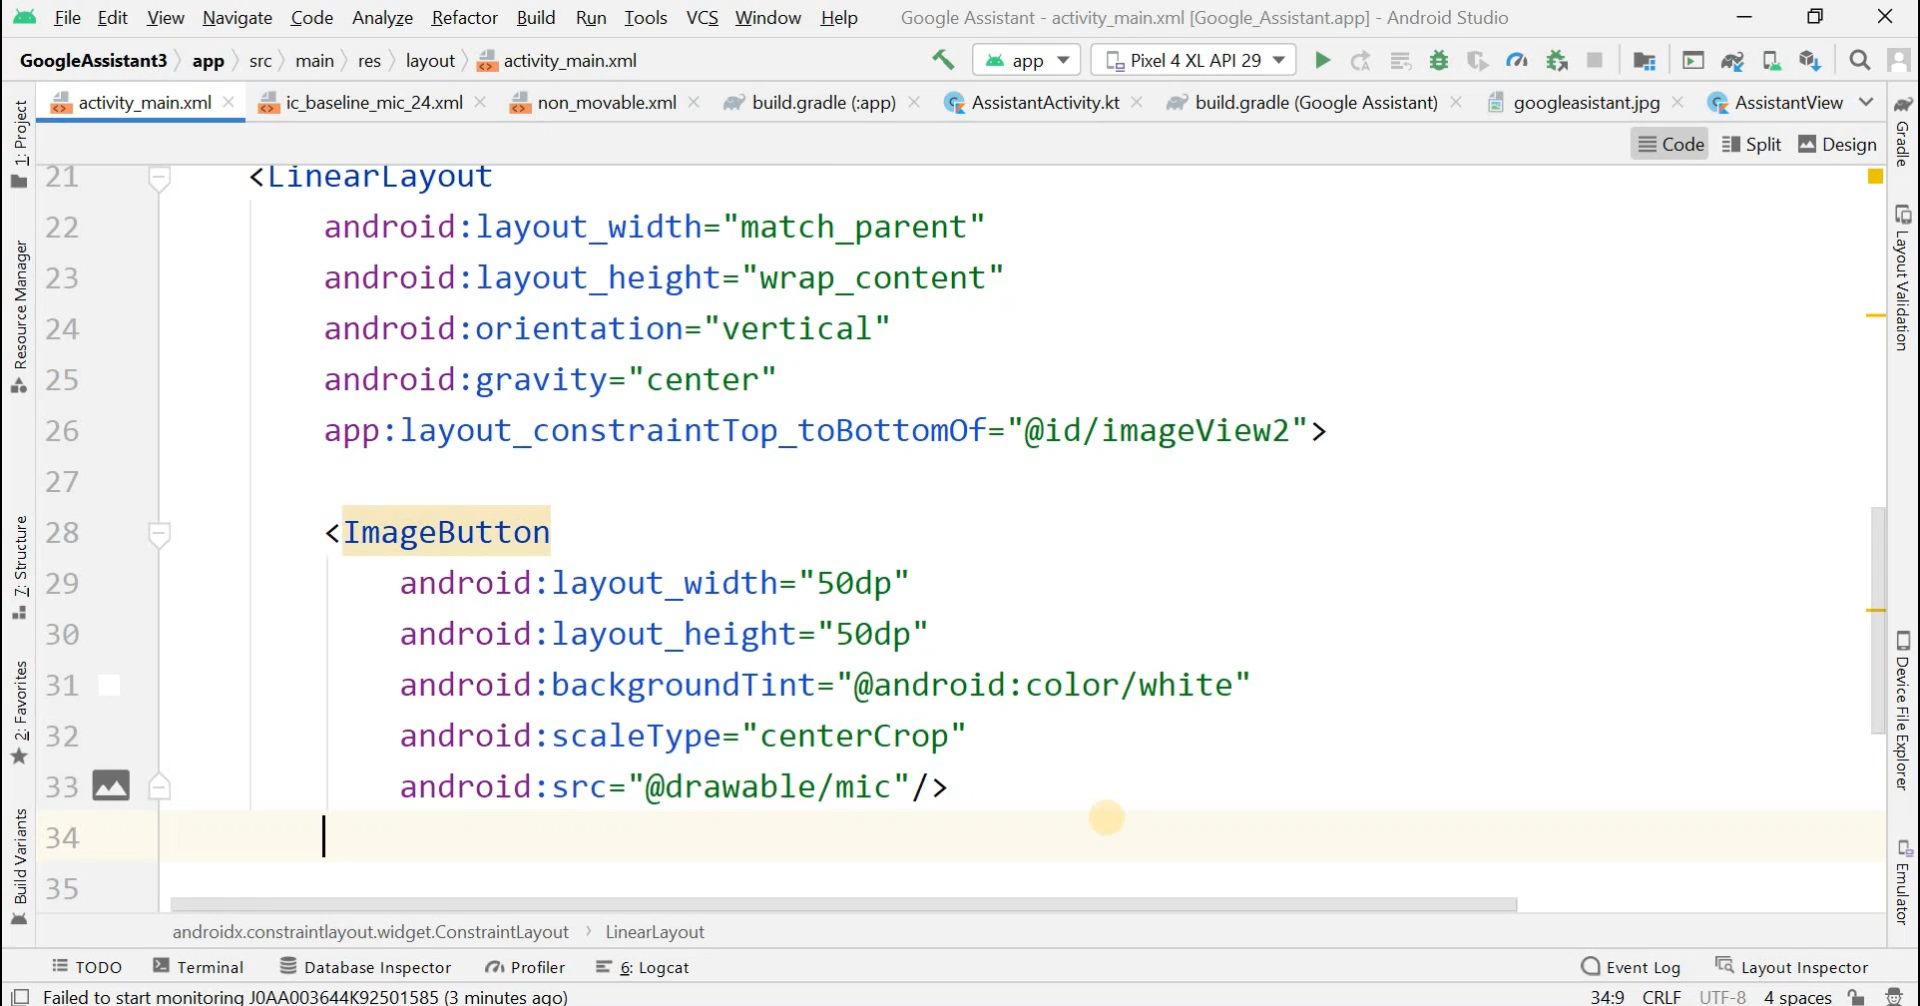 File Edit View Navigate Code Analyze Refactor Build Run Tools VCS Window Help Google Assistant - activity_main.xml [Google_Assistant.app] - Android Studio
GoogleAssistant3 app src main res layout activity_main.xml app Pixel 4 XL API 29
activity_main.xml ic_baseline_mic_24.xml non_movable.xml build.gradle (:app) AssistantActivity.kt build.gradle (Google Assistant) googleasistant.jpg AssistantView
Code Split Design
1: Project
Resource Manager
7: Structure
2: Favorites
Build Variants
21 <LinearLayout
22 android:layout_width="match_parent"
23 android:layout_height="wrap_content"
24 android:orientation="vertical"
25 android:gravity="center"
26 app:layout_constraintTop_toBottomOf="@id/imageView2">
27
28 <ImageButton
29 android:layout_width="50dp"
30 android:layout_height="50dp"
31 android:backgroundTint="@android:color/white"
32 android:scaleType="centerCrop"
33 android:src="@drawable/mic"/>
34
35
Gradle
Layout Validation
Device File Explorer
Emulator
androidx.constraintlayout.widget.ConstraintLayout LinearLayout
TODO Terminal Database Inspector Profiler 6: Logcat Event Log Layout Inspector
Failed to start monitoring J0AA003644K92501585 (3 minutes ago) 34:9 CRLF UTF-8 4 spaces